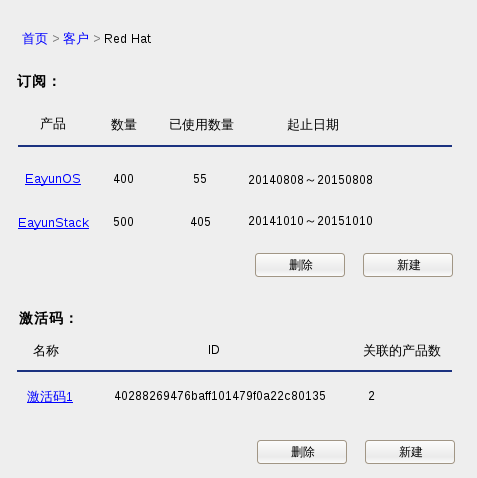 首页 > 客户 > Red Hat
订阅：
产品 数量 已使用数量 起止日期
EayunOS 400 55 20140808～20150808
EayunStack 500 405 20141010～20151010
删除 新建
激活码：
名称 ID 关联的产品数
激活码1 40288269476baff101479f0a22c80135 2
删除 新建